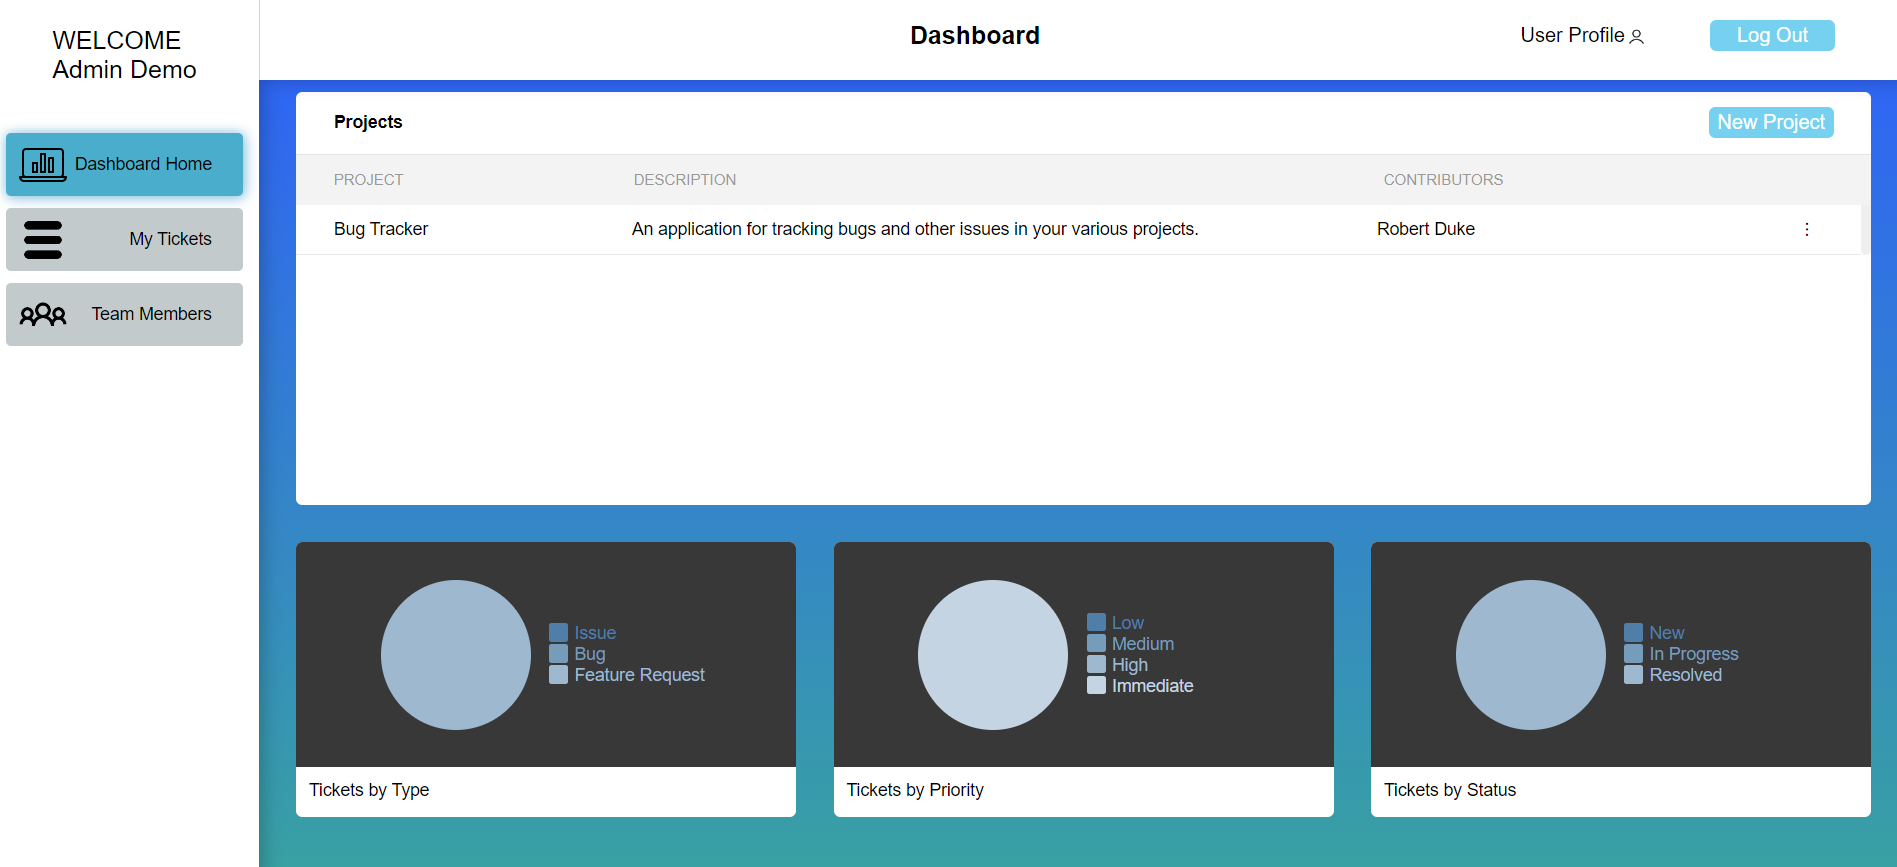 WELCOME
Admin Demo
Dashboard
User Profile
Log Out
Dashboard Home
My Tickets
Team Members
Projects
New Project
PROJECT DESCRIPTION CONTRIBUTORS
Bug Tracker An application for tracking bugs and other issues in your various projects. Robert Duke
Issue
Bug
Feature Request
Tickets by Type
Low
Medium
High
Immediate
Tickets by Priority
New
In Progress
Resolved
Tickets by Status